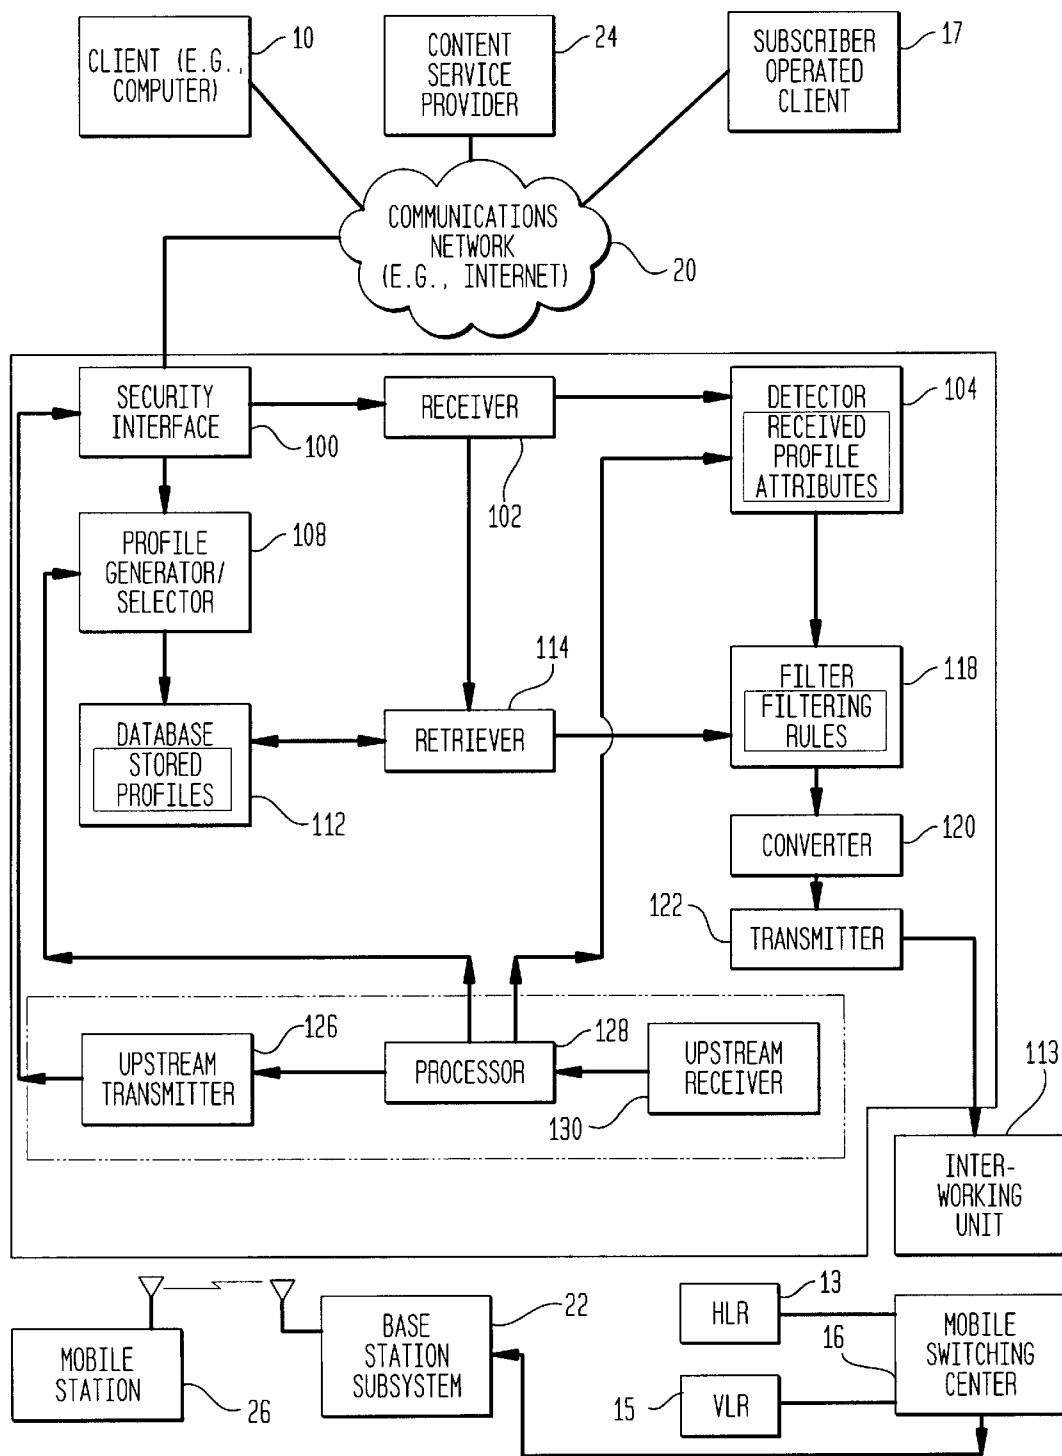 CLIENT (E.G.,
COMPUTER)
10
CONTENT
SERVICE
PROVIDER
24
SUBSCRIBER
OPERATED
CLIENT
17
COMMUNICATIONS
NETWORK
(E.G., INTERNET)
20
SECURITY
INTERFACE
100
RECEIVER
102
DETECTOR
RECEIVED
PROFILE
ATTRIBUTES
104
PROFILE
GENERATOR/
SELECTOR
108
DATABASE
STORED
PROFILES
112
RETRIEVER
114
FILTER
FILTERING
RULES
118
CONVERTER
120
TRANSMITTER
122
UPSTREAM
TRANSMITTER
126
PROCESSOR
128
UPSTREAM
RECEIVER
130
INTER-
WORKING
UNIT
113
MOBILE
STATION
26
BASE
STATION
SUBSYSTEM
22
HLR
13
VLR
15
MOBILE
SWITCHING
CENTER
16